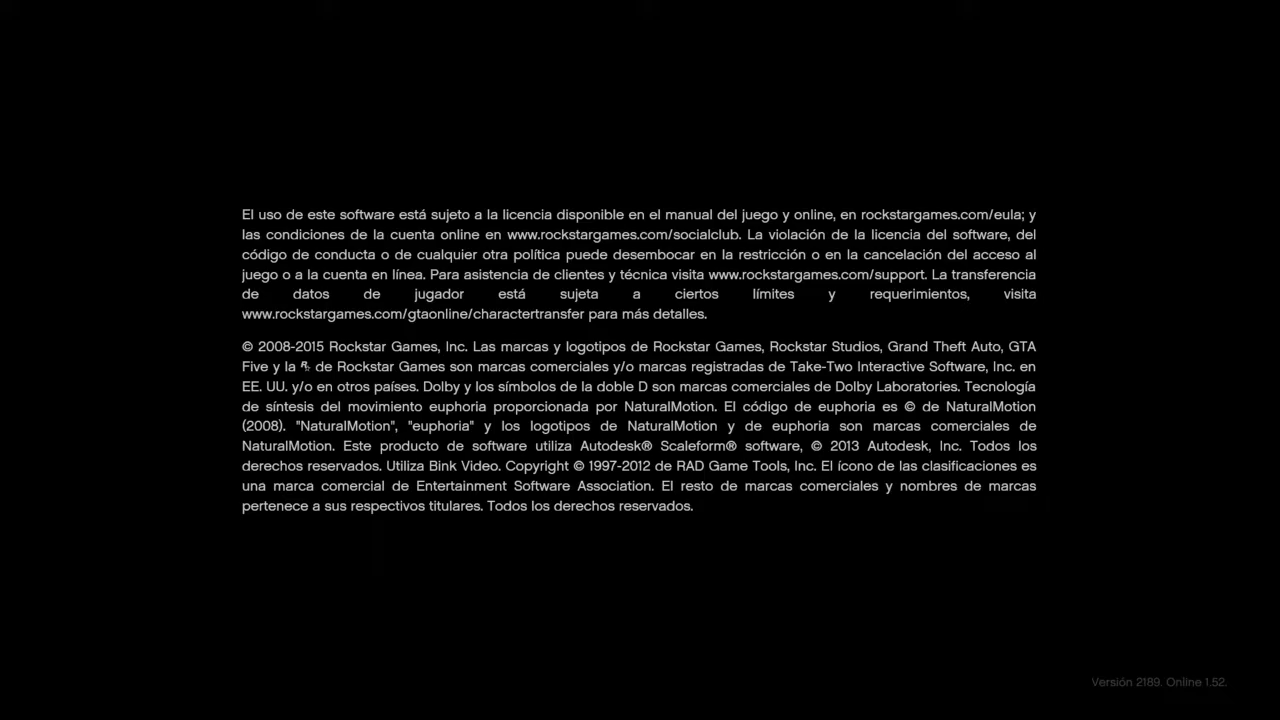 El uso de este software está sujeto a la licencia disponible en el manual del juego y online, en rockstargames.com/eula; y
las condiciones de la cuenta online en www.rockstargames.com/socialclub. La violación de la licencia del software, del
código de conducta o de cualquier otra política puede desembocar en la restricción o en la cancelación del acceso al
juego o a la cuenta en línea. Para asistencia de clientes y técnica visita www.rockstargames.com/support. La transferencia
de datos de jugador está sujeta a ciertos límites y requerimientos, visita
www.rockstargames.com/gtaonline/charactertransfer para más detalles.
© 2008-2015 Rockstar Games, Inc. Las marcas y logotipos de Rockstar Games, Rockstar Studios, Grand Theft Auto, GTA
Five y la R* de Rockstar Games son marcas comerciales y/o marcas registradas de Take-Two Interactive Software, Inc. en
EE. UU. y/o en otros países. Dolby y los símbolos de la doble D son marcas comerciales de Dolby Laboratories. Tecnología
de síntesis del movimiento euphoria proporcionada por NaturalMotion. El código de euphoria es © de NaturalMotion
(2008). "NaturalMotion", "euphoria" y los logotipos de NaturalMotion y de euphoria son marcas comerciales de
NaturalMotion. Este producto de software utiliza Autodesk® Scaleform® software, © 2013 Autodesk, Inc. Todos los
derechos reservados. Utiliza Bink Video. Copyright © 1997-2012 de RAD Game Tools, Inc. El ícono de las clasificaciones es
una marca comercial de Entertainment Software Association. El resto de marcas comerciales y nombres de marcas
pertenece a sus respectivos titulares. Todos los derechos reservados.
Versión 2189. Online 1.52.